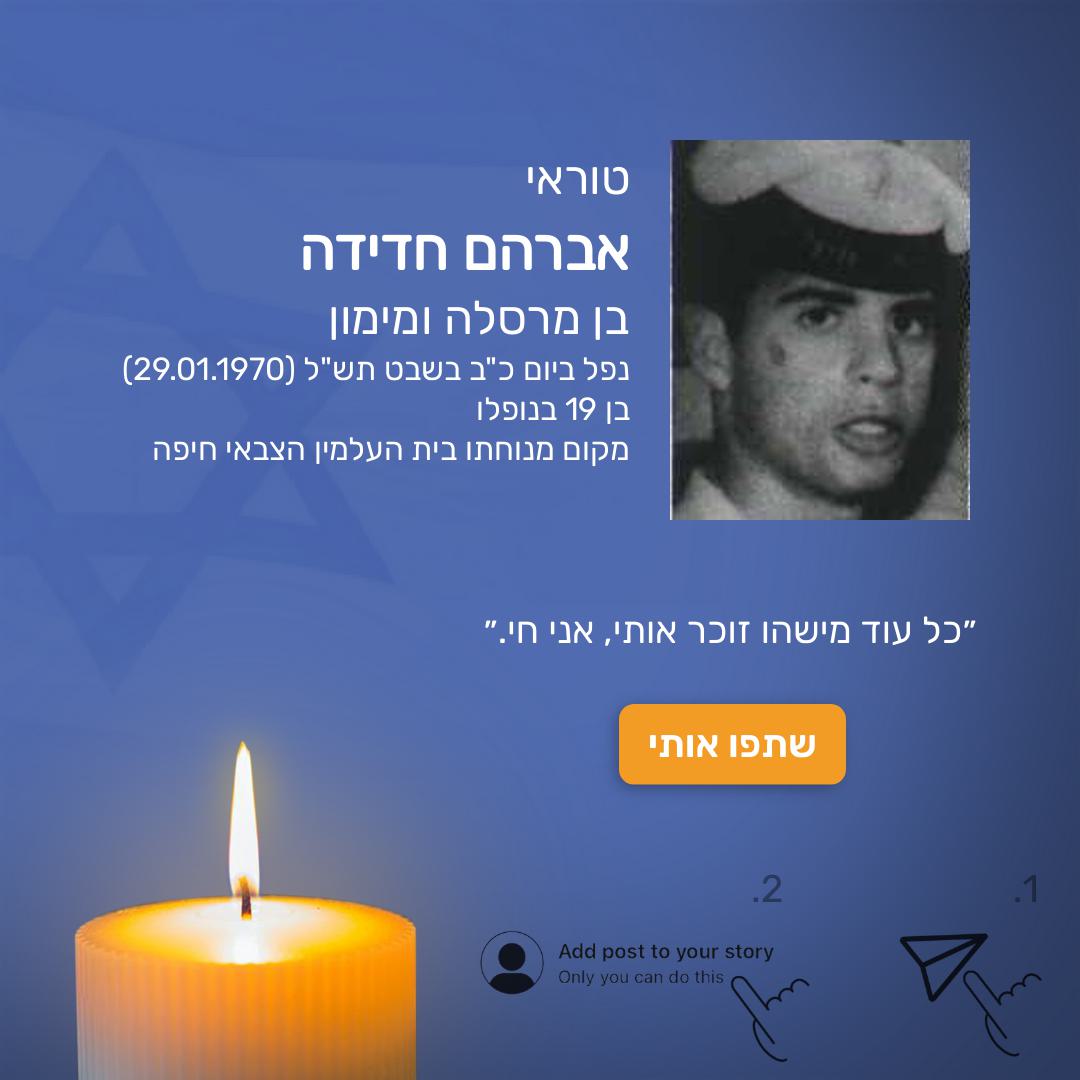 טוראי
אברהם חדידה
בן מרסלה ומימון
נפל ביום כ"ב בשבט תש"ל (29.01.1970)
בן 19 בנופלו
מקום מנוחתו בית העלמין הצבאי חיפה
״כל עוד מישהו זוכר אותי, אני חי.״
שתפו אותי
1.
2.
Add post to your story
Only you can do this